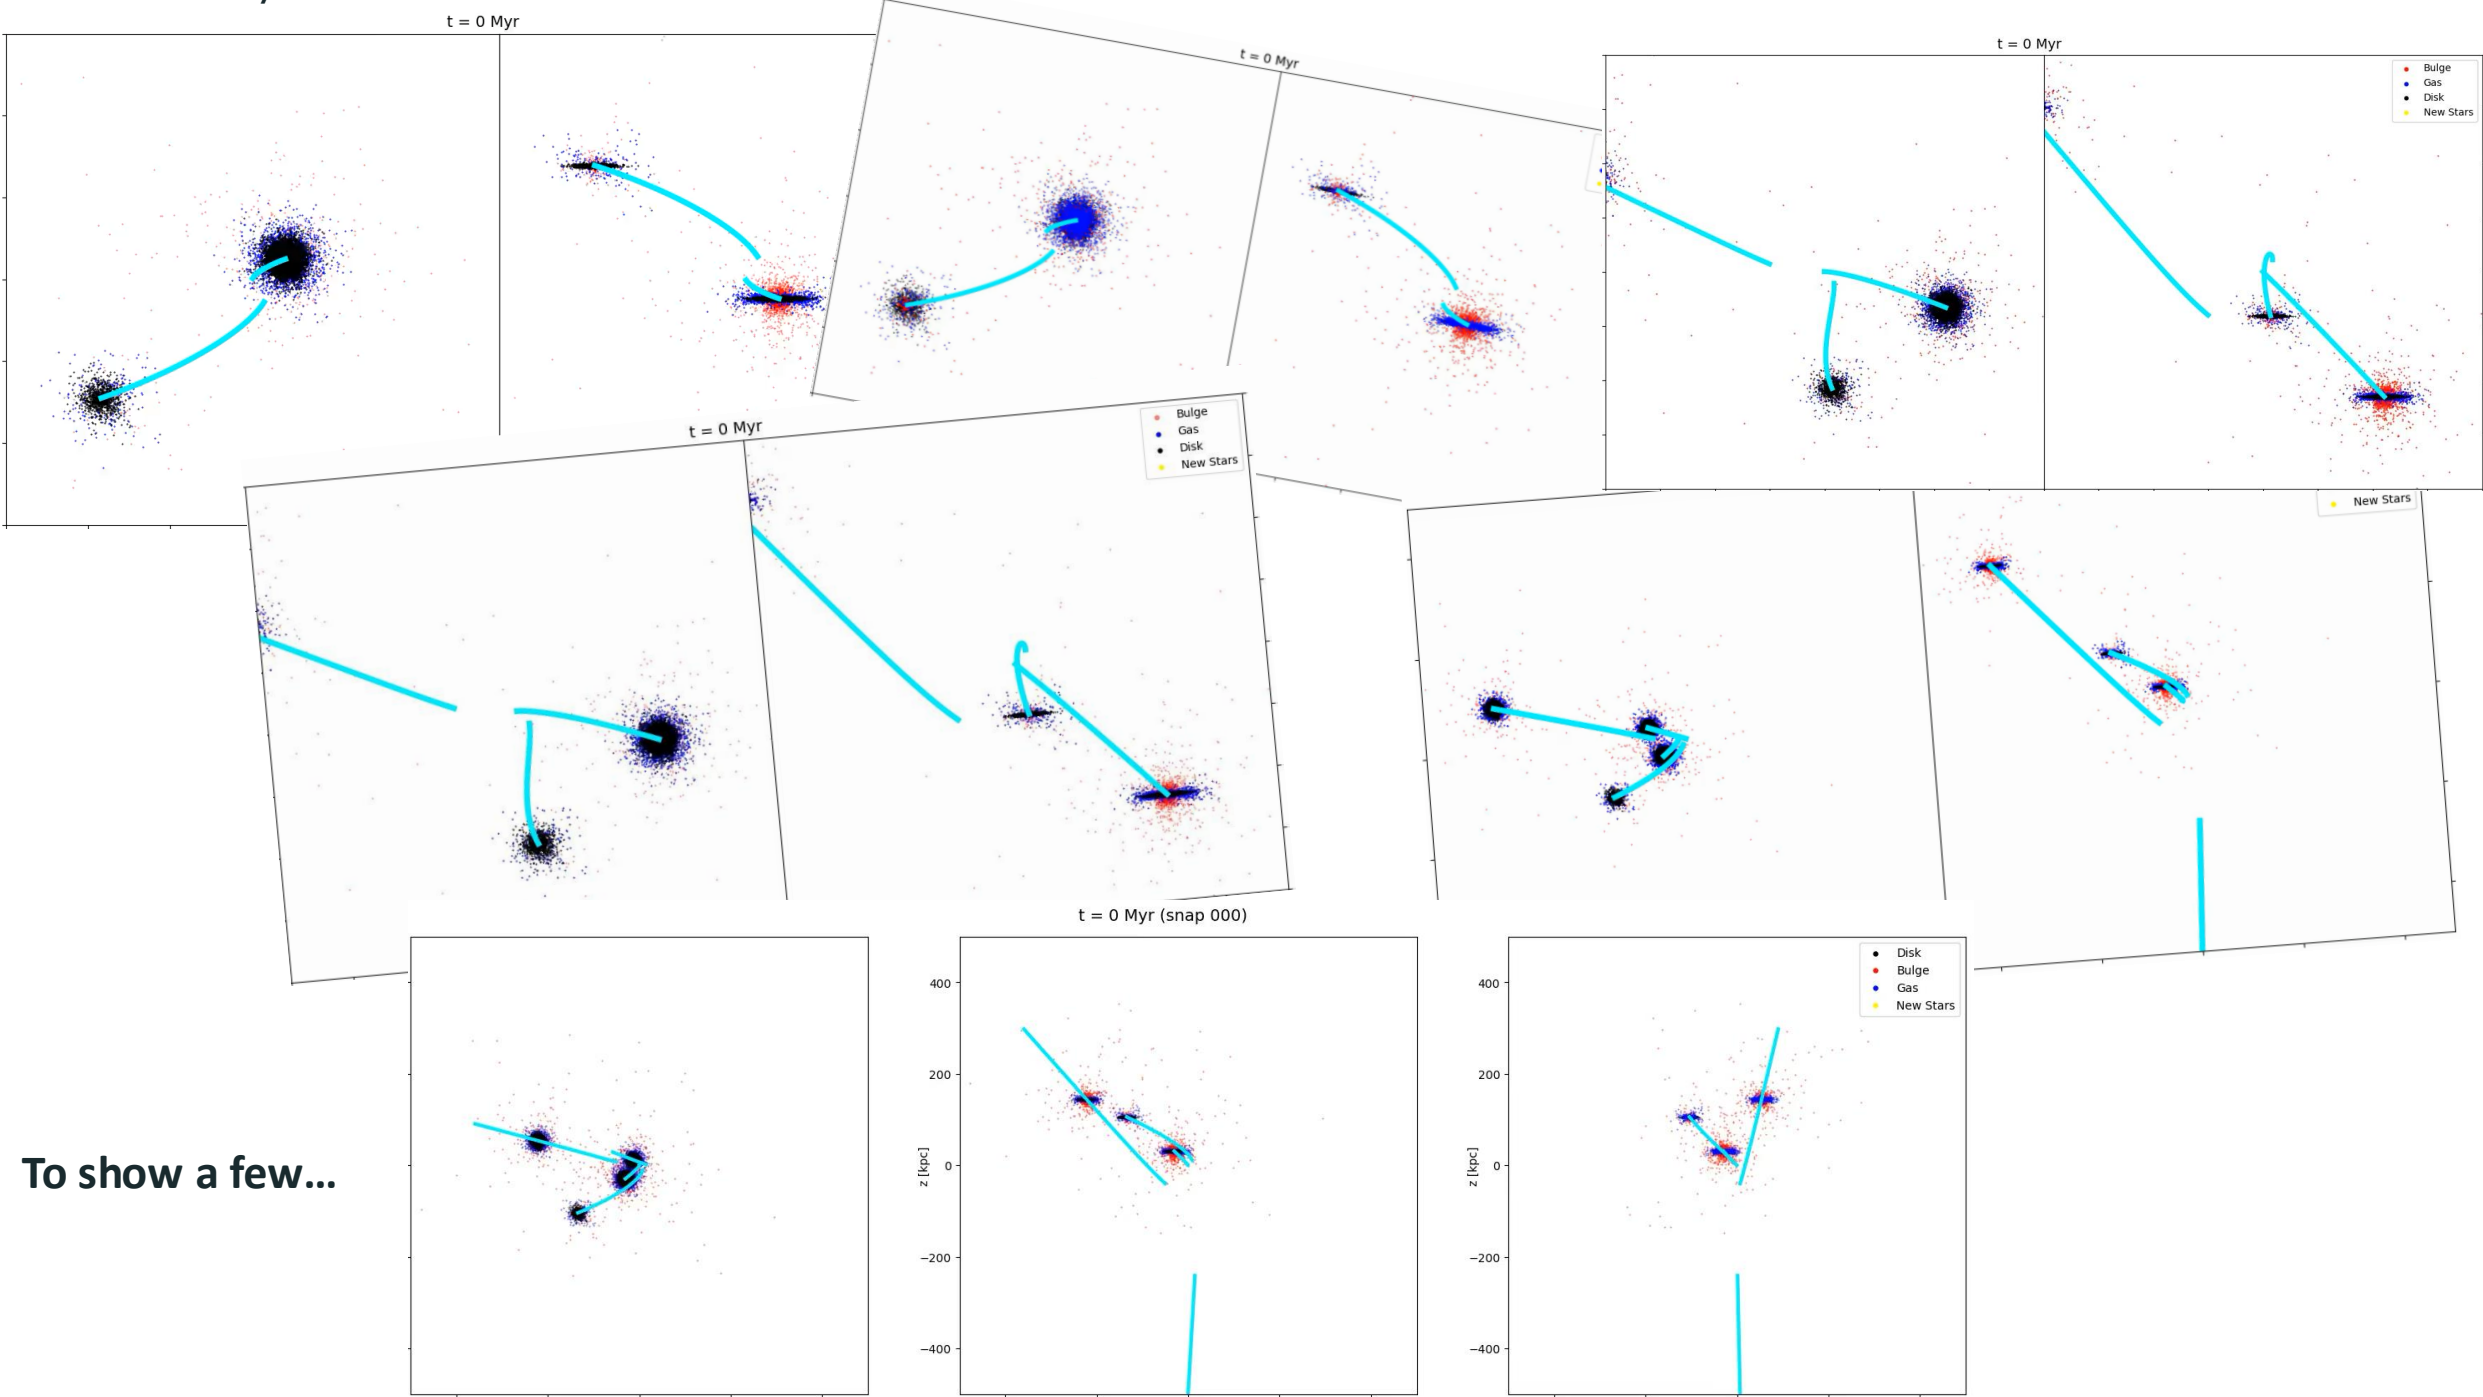 t = 0 Myr
t = 0 Myr
t = 0 Myr
Bulge
Gas
Disk
New Stars
t = 0 Myr
Bulge
Gas
Disk
New Stars
New Stars
t = 0 Myr (snap 000)
400
200
0
−200
−400
z [kpc]
400
200
0
−200
−400
z [kpc]
Disk
Bulge
Gas
New Stars
To show a few...